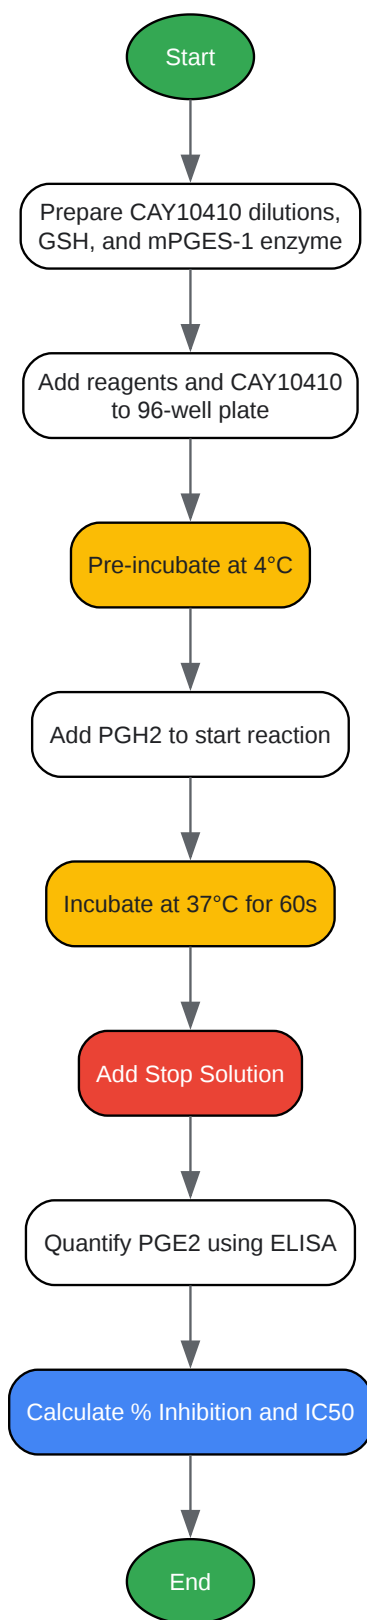 Start
Prepare CAY10410 dilutions,
GSH, and mPGES-1 enzyme
Add reagents and CAY10410
to 96-well plate
Pre-incubate at 4°C
Add PGH2 to start reaction
Incubate at 37°C for 60s
Add Stop Solution
Quantify PGE2 using ELISA
Calculate % Inhibition and IC50
End